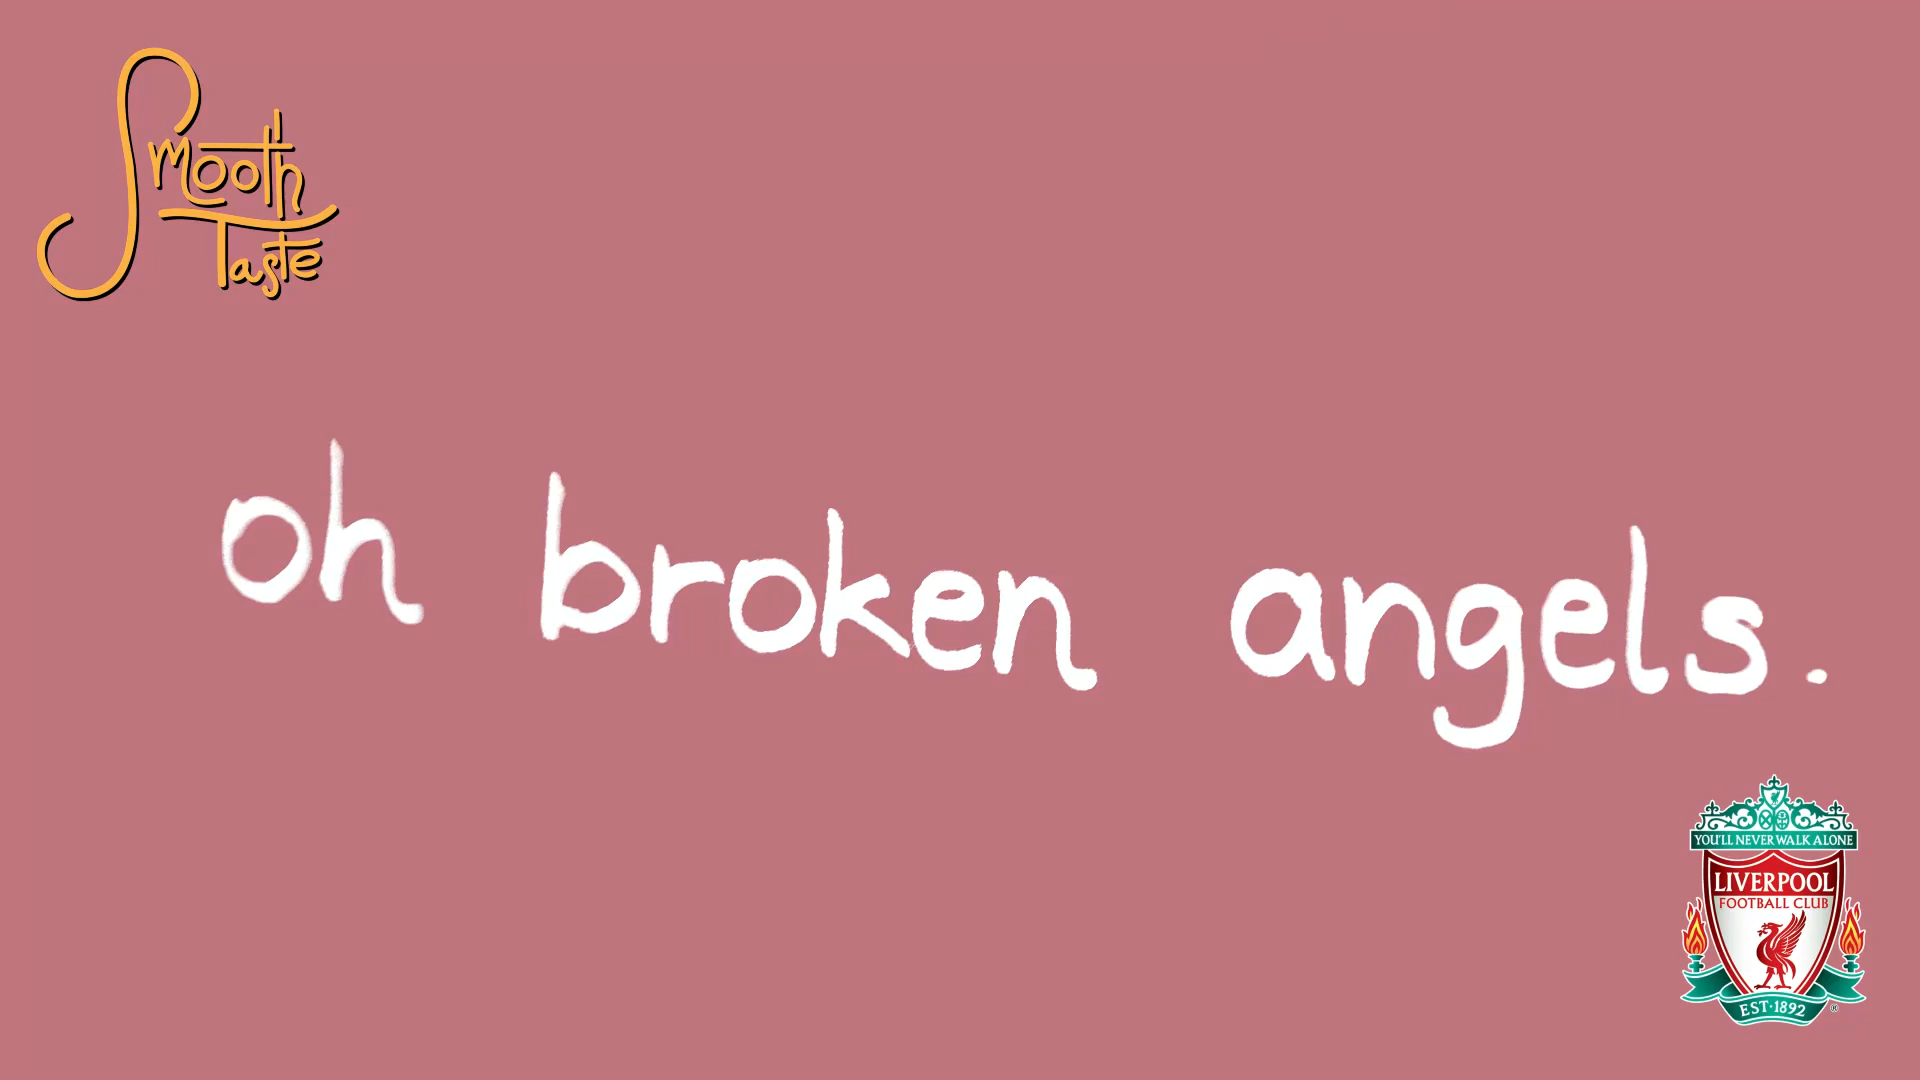 Smooth
Taste
oh broken angels.
YOU'LL NEVER WALK ALONE
LIVERPOOL
FOOTBALL CLUB
EST·1892
®